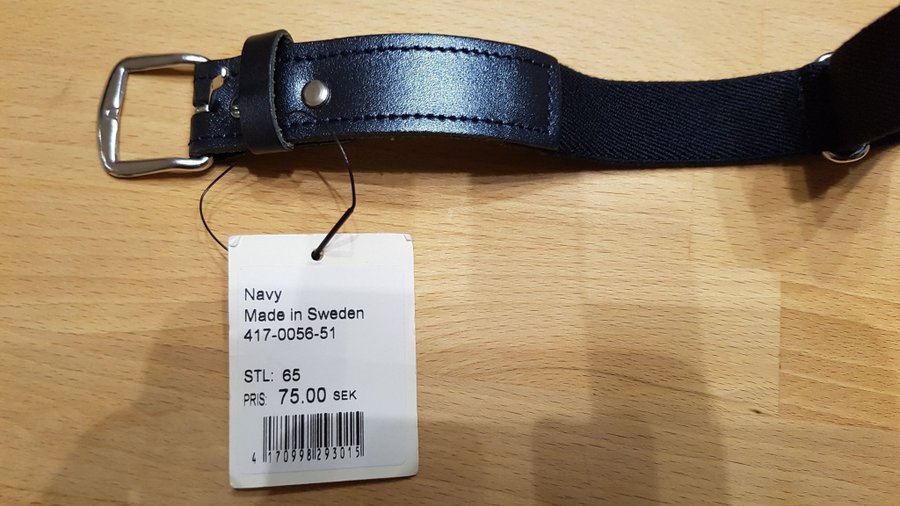 Navy
Made in Sweden
417-0056-51
STL: 65
PRIS: 75.00 SEK
4 170998 293015